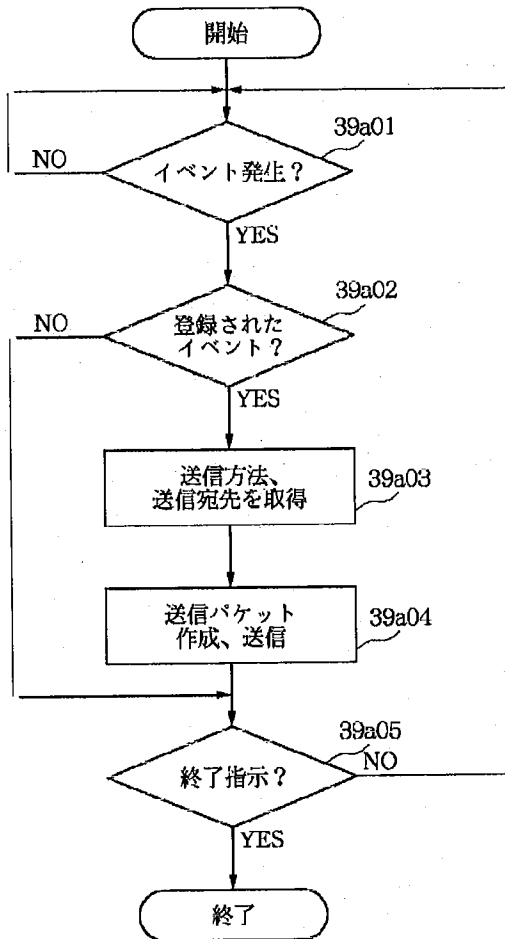 開始
39a01
NO
イベント発生？
YES
39a02
NO
登録された
イベント？
YES
送信方法、
送信宛先を取得
39a03
送信パケット
作成、送信
39a04
39a05
終了指示？
NO
YES
終了